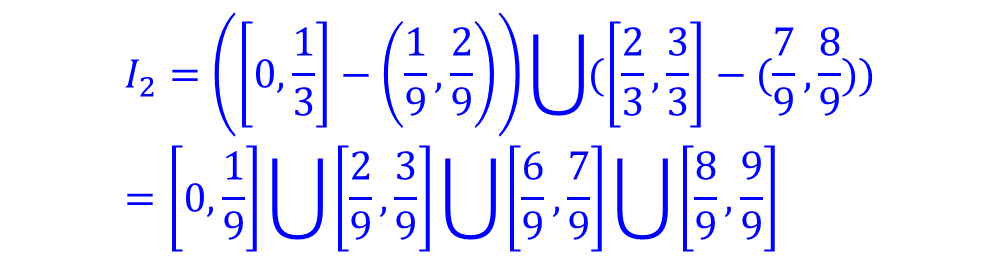 I₂ = ([0, 1/3] − (1/9, 2/9)) ⋃ ([2/3, 3/3] − (7/9, 8/9))
= [0, 1/9] ⋃ [2/9, 3/9] ⋃ [6/9, 7/9] ⋃ [8/9, 9/9]